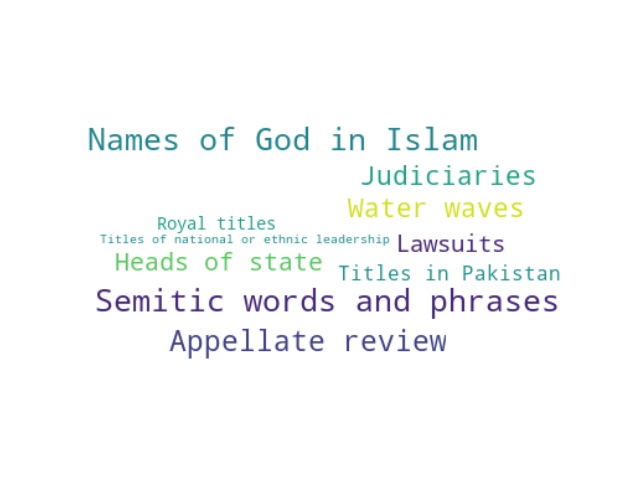 Names of God in Islam
Judiciaries
Water waves
Royal titles
Titles of national or ethnic leadership
Lawsuits
Heads of state
Titles in Pakistan
Semitic words and phrases
Appellate review